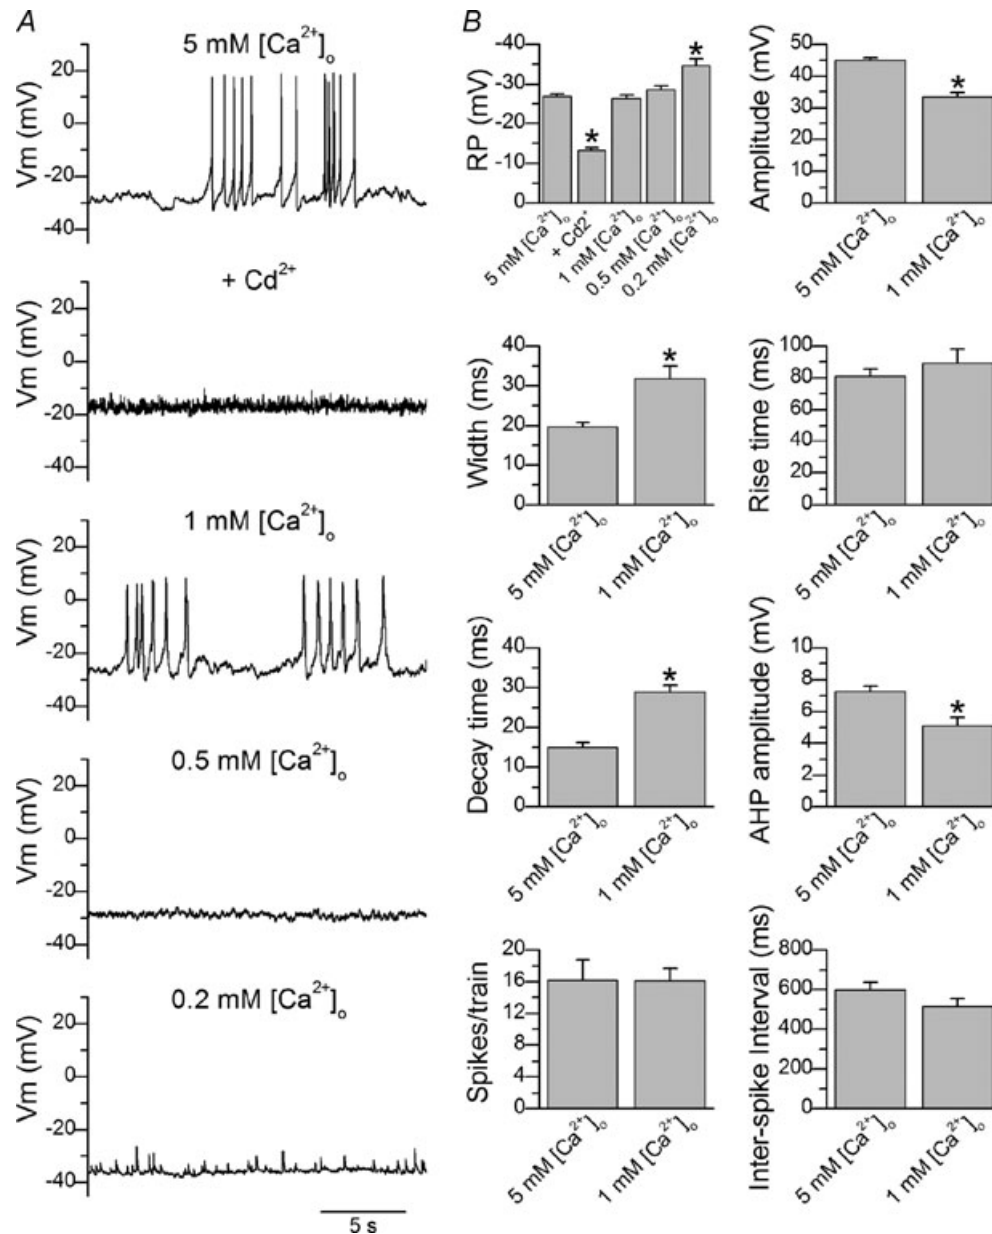 A
5 mM [Ca²⁺]ₒ
Vm (mV)
20
0
-20
-40
+ Cd²⁺
Vm (mV)
20
0
-20
-40
1 mM [Ca²⁺]ₒ
Vm (mV)
20
0
-20
-40
0.5 mM [Ca²⁺]ₒ
Vm (mV)
20
0
-20
-40
0.2 mM [Ca²⁺]ₒ
Vm (mV)
20
0
-20
-40
5 s
B
RP (mV)
-40
-30
-20
-10
0
*
*
5 mM [Ca²⁺]ₒ
+ Cd2⁺
1 mM [Ca²⁺]ₒ
0.5 mM [Ca²⁺]ₒ
0.2 mM [Ca²⁺]ₒ
Amplitude (mV)
50
40
30
20
10
0
*
5 mM [Ca²⁺]ₒ
1 mM [Ca²⁺]ₒ
Width (ms)
40
30
20
10
0
*
5 mM [Ca²⁺]ₒ
1 mM [Ca²⁺]ₒ
Rise time (ms)
100
80
60
40
20
0
5 mM [Ca²⁺]ₒ
1 mM [Ca²⁺]ₒ
Decay time (ms)
40
30
20
10
0
*
5 mM [Ca²⁺]ₒ
1 mM [Ca²⁺]ₒ
AHP amplitude (mV)
10
8
6
4
2
0
*
5 mM [Ca²⁺]ₒ
1 mM [Ca²⁺]ₒ
Spikes/train
20
16
12
8
4
0
5 mM [Ca²⁺]ₒ
1 mM [Ca²⁺]ₒ
Inter-spike Interval (ms)
800
600
400
200
0
5 mM [Ca²⁺]ₒ
1 mM [Ca²⁺]ₒ